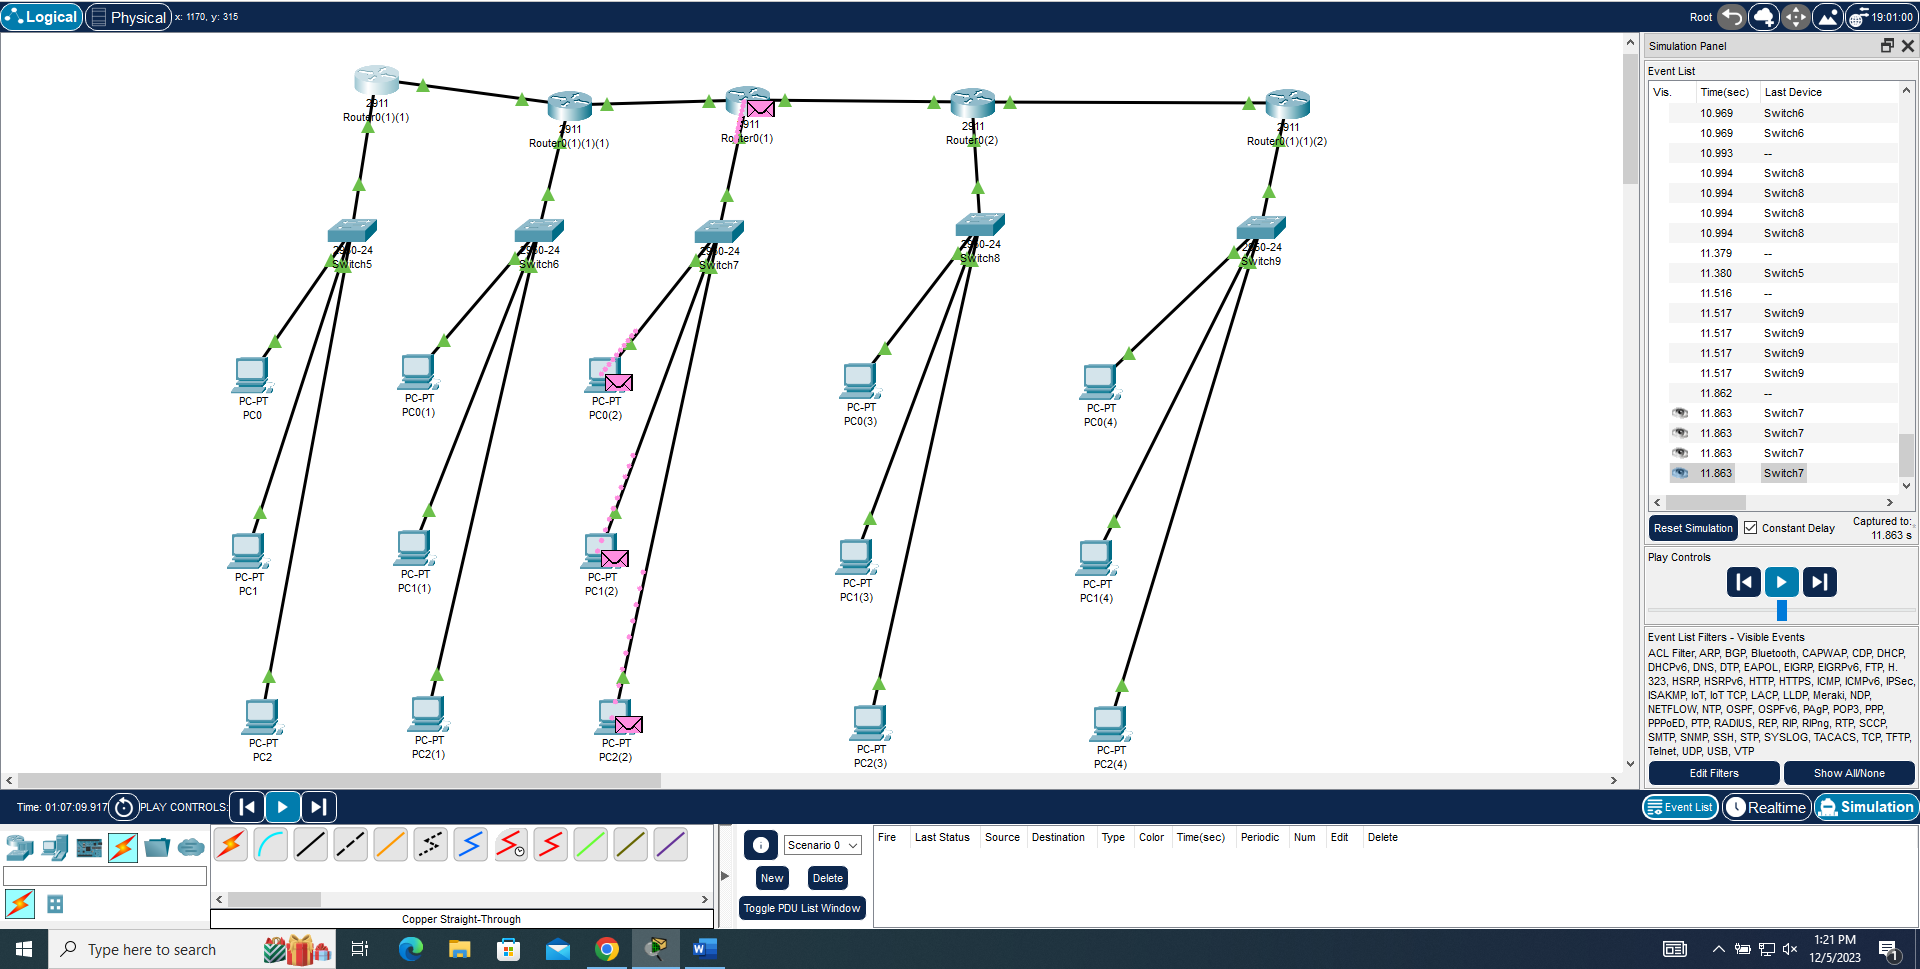 Logical
Physical
x: 1170, y: 315
Root
19:01:00
2911
Router0(1)(1)
2911
Router0(1)(1)(1)
2911
Router0(1)
2911
Router0(2)
2911
Router0(1)(1)(2)
2950-24
Switch5
2950-24
Switch6
2950-24
Switch7
2950-24
Switch8
2950-24
Switch9
PC-PT
PC0
PC-PT
PC0(1)
PC-PT
PC0(2)
PC-PT
PC0(3)
PC-PT
PC0(4)
PC-PT
PC1
PC-PT
PC1(1)
PC-PT
PC1(2)
PC-PT
PC1(3)
PC-PT
PC1(4)
PC-PT
PC2
PC-PT
PC2(1)
PC-PT
PC2(2)
PC-PT
PC2(3)
PC-PT
PC2(4)
Simulation Panel
Event List
Vis. Time(sec) Last Device
10.969 Switch6
10.969 Switch6
10.993 --
10.994 Switch8
10.994 Switch8
10.994 Switch8
10.994 Switch8
11.379 --
11.380 Switch5
11.516 --
11.517 Switch9
11.517 Switch9
11.517 Switch9
11.517 Switch9
11.862 --
11.863 Switch7
11.863 Switch7
11.863 Switch7
11.863 Switch7
Reset Simulation
Constant Delay
Captured to:
11.863 s
Play Controls
Event List Filters - Visible Events
ACL Filter, ARP, BGP, Bluetooth, CAPWAP, CDP, DHCP,
DHCPv6, DNS, DTP, EAPOL, EIGRP, EIGRPv6, FTP, H.
323, HSRP, HSRPv6, HTTP, HTTPS, ICMP, ICMPv6, IPSec,
ISAKMP, IoT, IoT TCP, LACP, LLDP, Meraki, NDP,
NETFLOW, NTP, OSPF, OSPFv6, PAgP, POP3, PPP,
PPPoED, PTP, RADIUS, REP, RIP, RIPng, RTP, SCCP,
SMTP, SNMP, SSH, STP, SYSLOG, TACACS, TCP, TFTP,
Telnet, UDP, USB, VTP
Edit Filters
Show All/None
Time: 01:07:09.917
PLAY CONTROLS:
Event List
Realtime
Simulation
Copper Straight-Through
Scenario 0
New
Delete
Toggle PDU List Window
Fire Last Status Source Destination Type Color Time(sec) Periodic Num Edit Delete
Type here to search
1:21 PM
12/5/2023
1